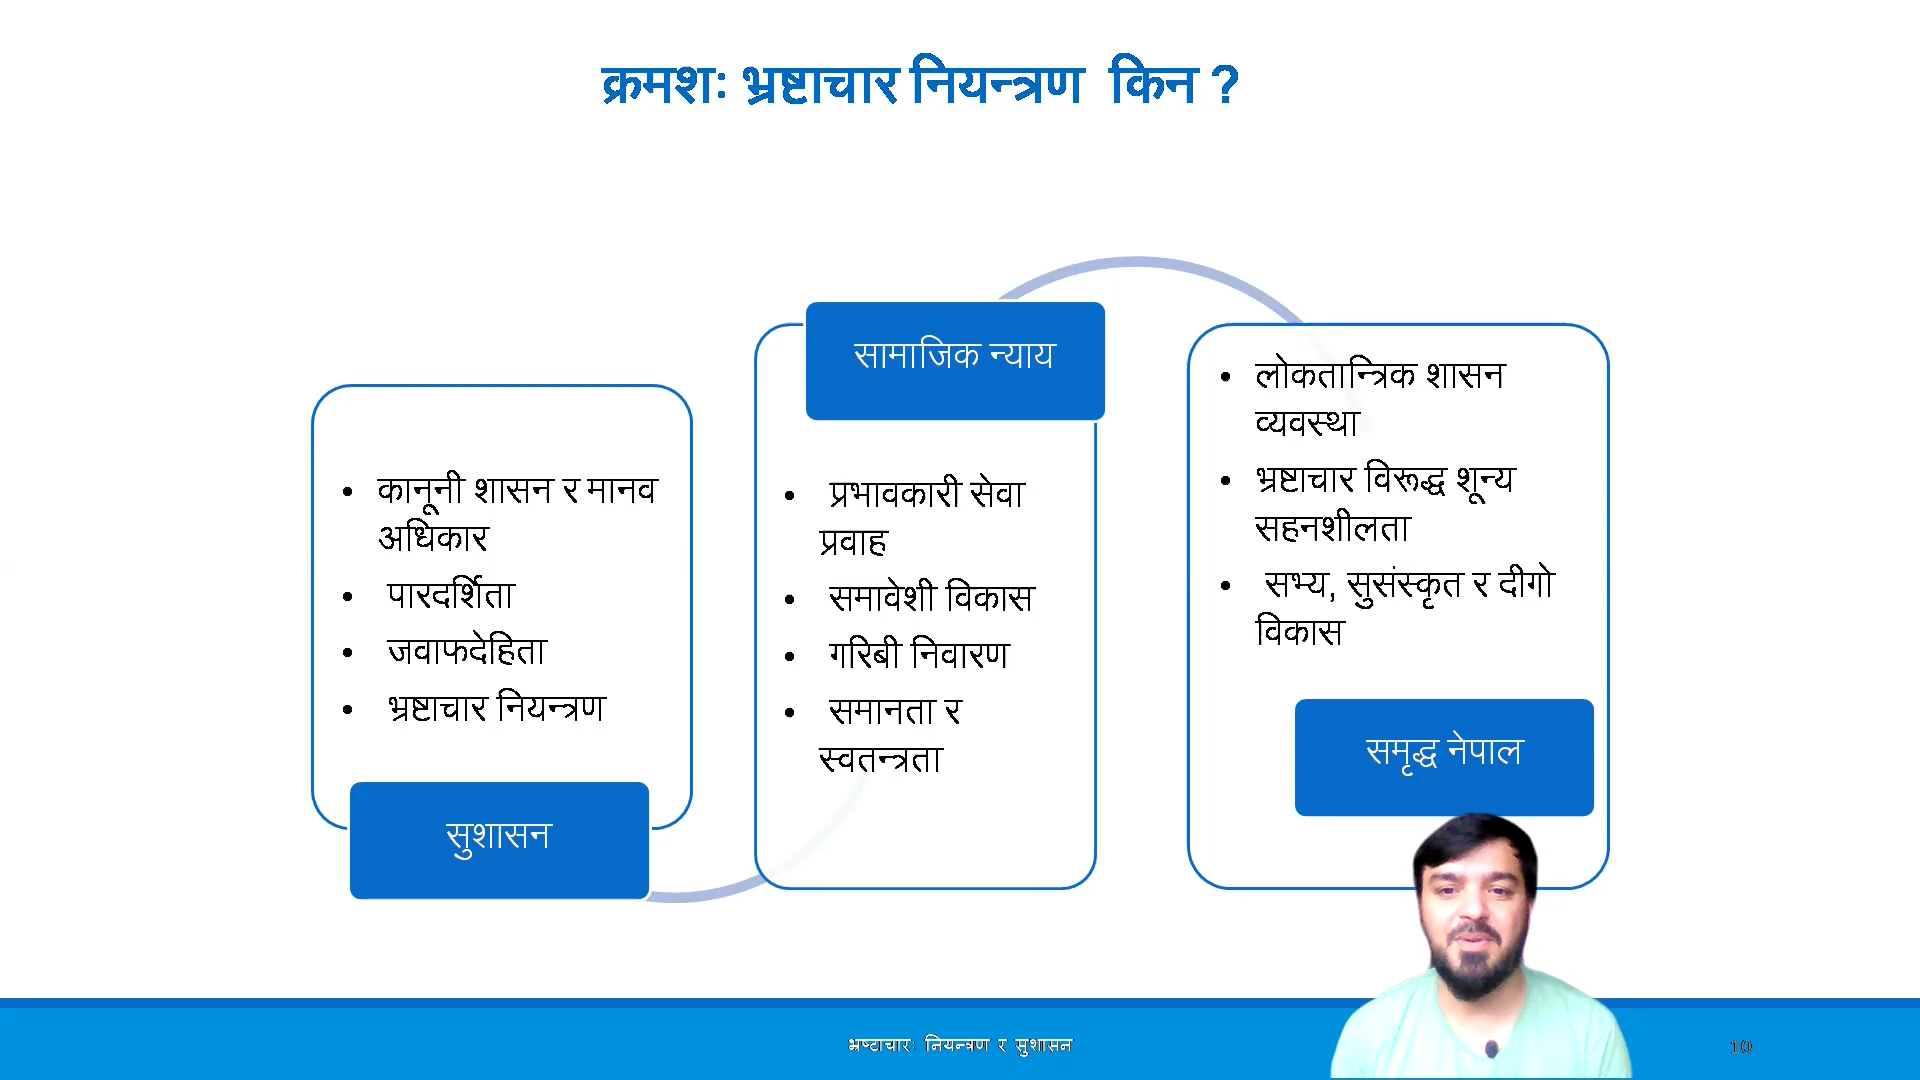 क्रमशः भ्रष्टाचार नियन्त्रण किन ?
• कानूनी शासन र मानव
अधिकार
• पारदर्शिता
• जवाफदेहिता
• भ्रष्टाचार नियन्त्रण
सुशासन
सामाजिक न्याय
• प्रभावकारी सेवा
प्रवाह
• समावेशी विकास
• गरिबी निवारण
• समानता र
स्वतन्त्रता
• लोकतान्त्रिक शासन
व्यवस्था
• भ्रष्टाचार विरूद्ध शून्य
सहनशीलता
• सभ्य, सुसंस्कृत र दीगो
विकास
समृद्ध नेपाल
भ्रष्टाचारः नियन्त्रण र सुशासन
10